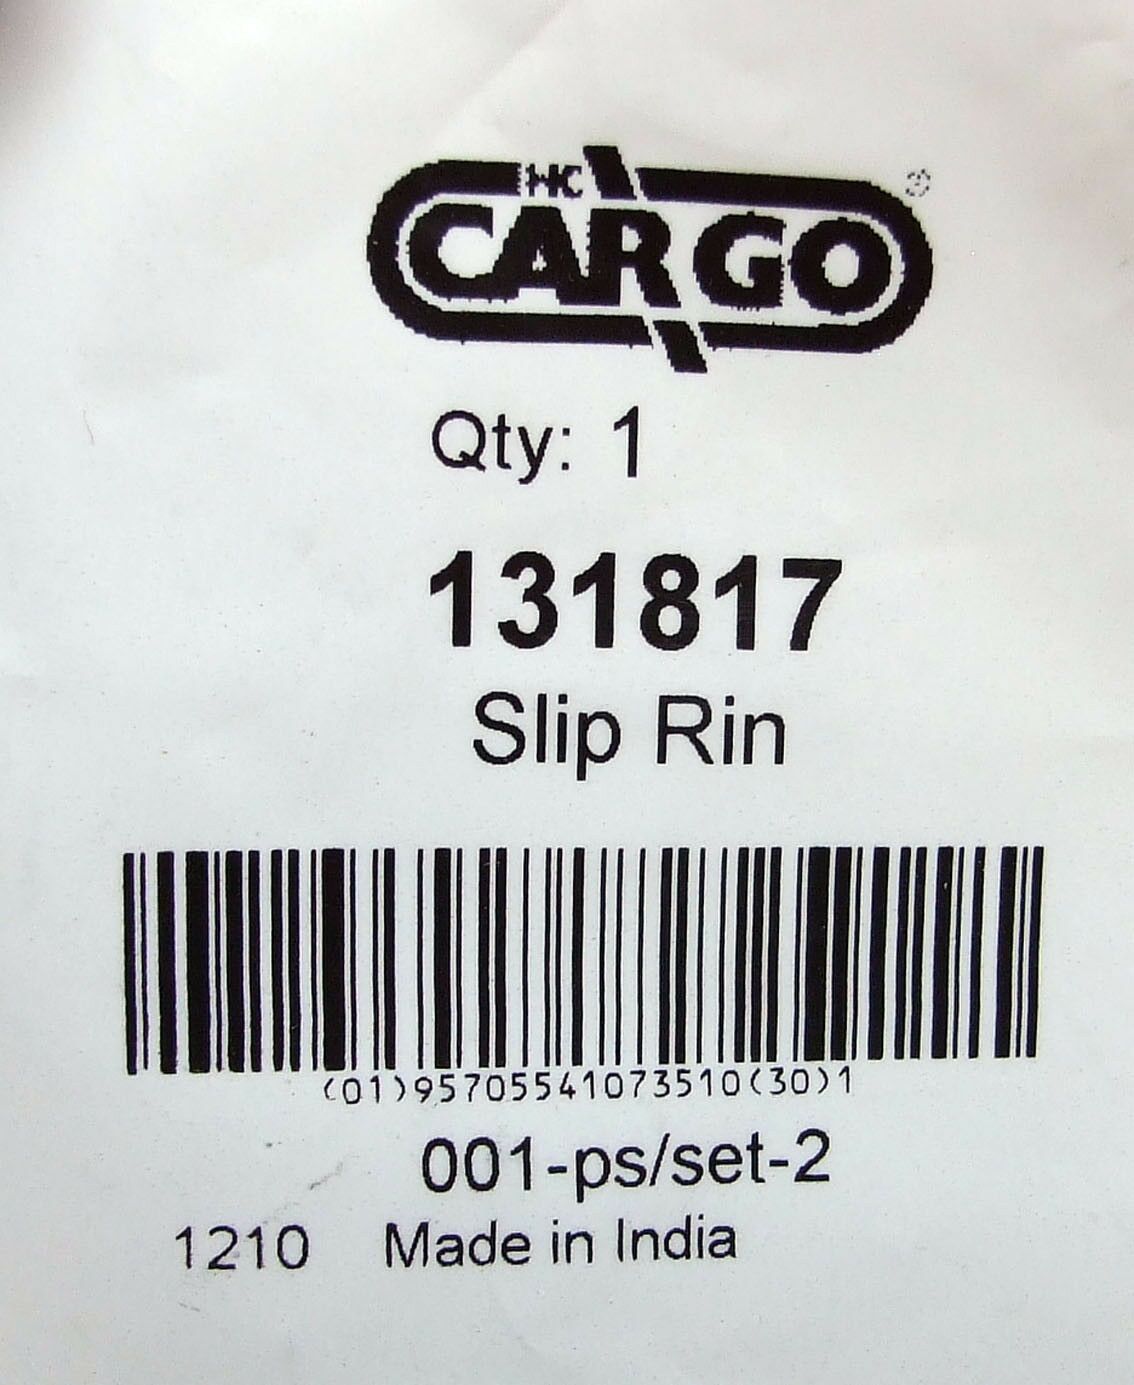 HC
CARGO®
Qty: 1
131817
Slip Rin
(01)95705541073510(30)1
001-ps/set-2
1210 Made in India